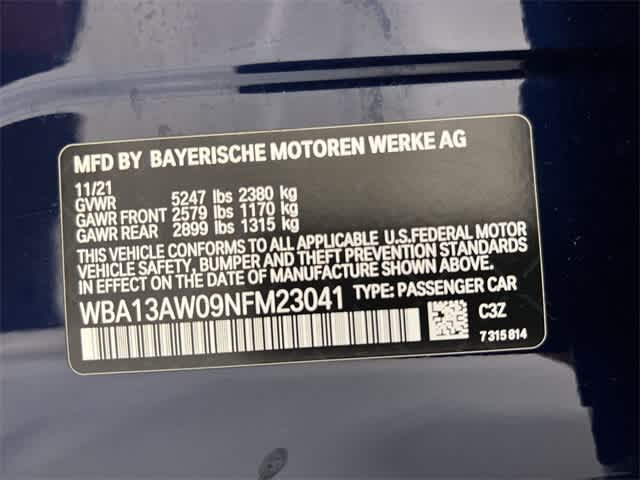 MFD BY BAYERISCHE MOTOREN WERKE AG
11/21
GVWR 5247 lbs 2380 kg
GAWR FRONT 2579 lbs 1170 kg
GAWR REAR 2899 lbs 1315 kg
THIS VEHICLE CONFORMS TO ALL APPLICABLE U.S.FEDERAL MOTOR
VEHICLE SAFETY, BUMPER AND THEFT PREVENTION STANDARDS
IN EFFECT ON THE DATE OF MANUFACTURE SHOWN ABOVE.
WBA13AW09NFM23041 TYPE: PASSENGER CAR
C3Z
7 315 814